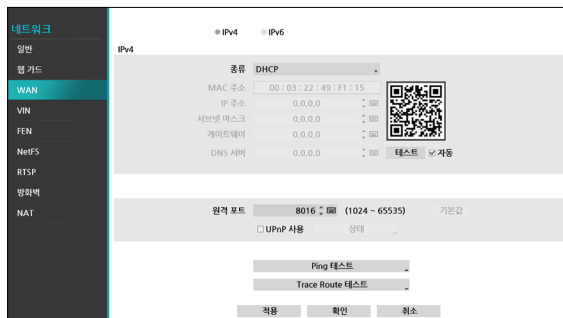 네트워크
일반
웹 가드
WAN
VIN
FEN
NetFS
RTSP
방화벽
NAT
IPv4 IPv6
IPv4
종류 DHCP
MAC 주소 00 : 03 : 22 : 49 : F1 : 15
IP 주소 0.0.0.0
서브넷 마스크 0.0.0.0
게이트웨이 0.0.0.0
DNS 서버 0.0.0.0 테스트 자동
원격 포트 8016 (1024 ~ 65535) 기본값
UPnP 사용 상태
Ping 테스트
Trace Route 테스트
적용 확인 취소